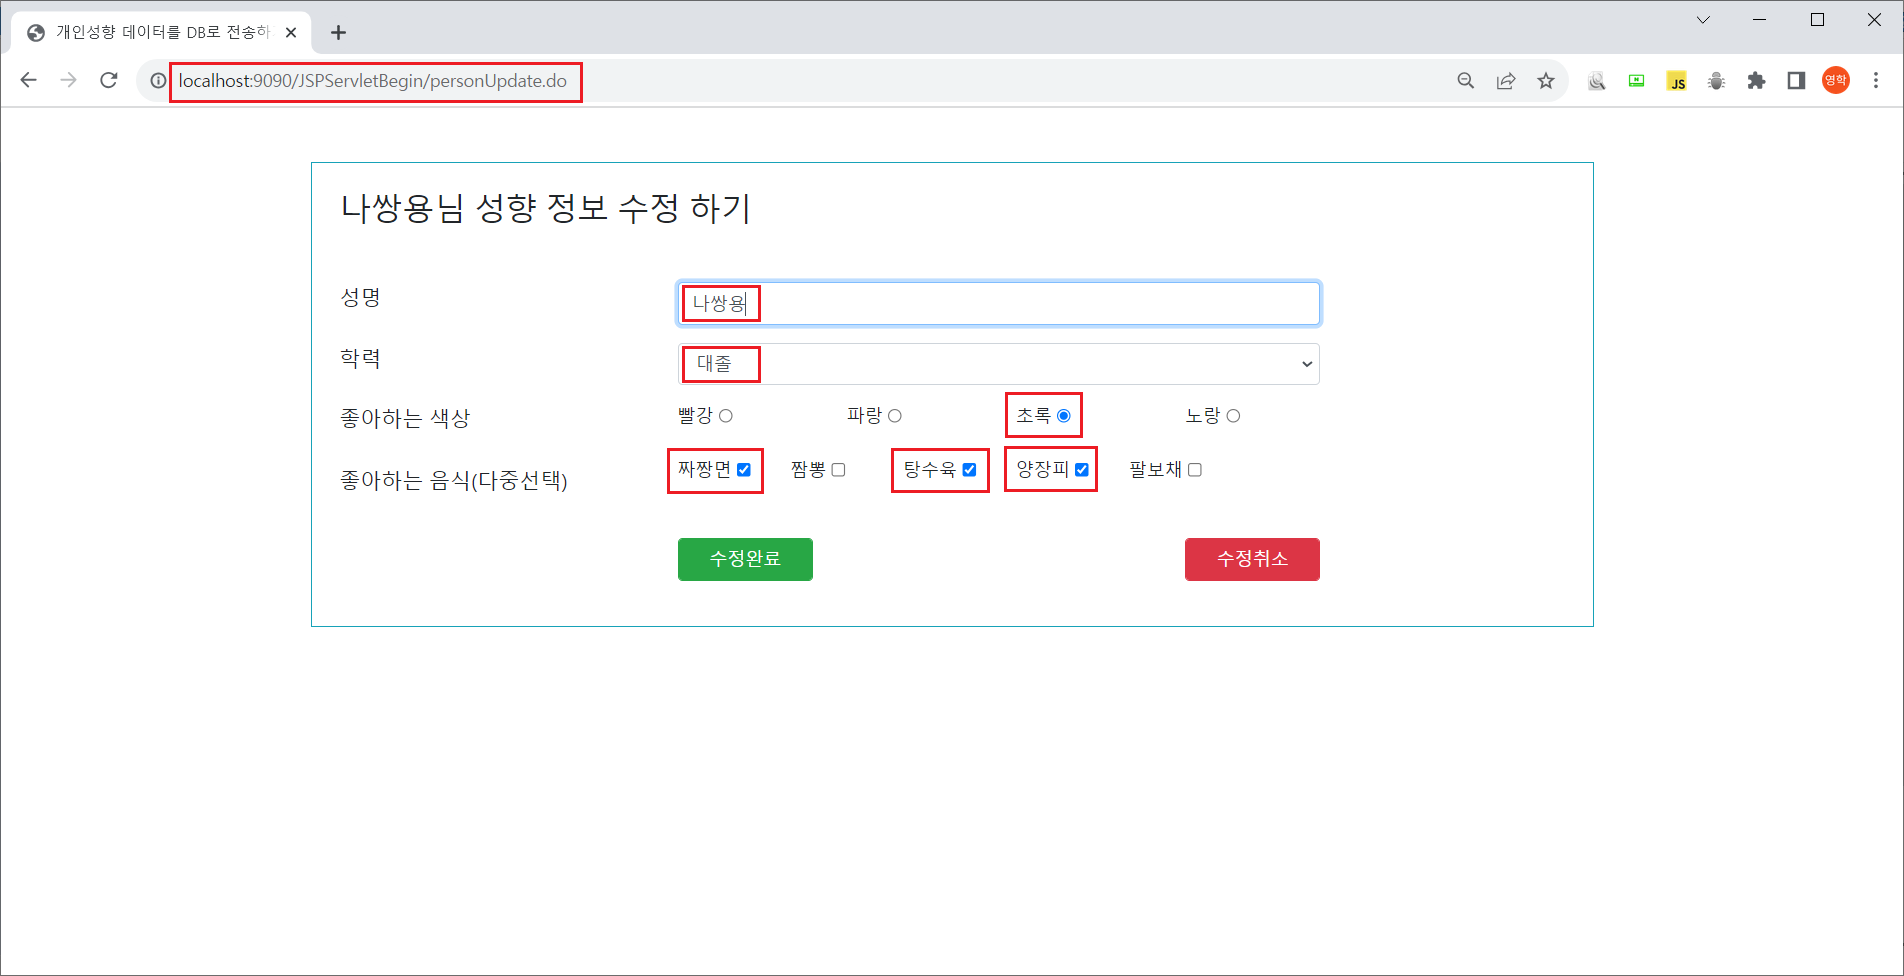 개인성향 데이터를 DB로 전송하
localhost:9090/JSPServletBegin/personUpdate.do
JS
영학
나쌍용님 성향 정보 수정 하기
성명
나쌍용
학력
대졸
좋아하는 색상
빨강 파랑 초록 노랑
좋아하는 음식(다중선택)
짜짱면 짬뽕 탕수육 양장피 팔보채
수정완료 수정취소